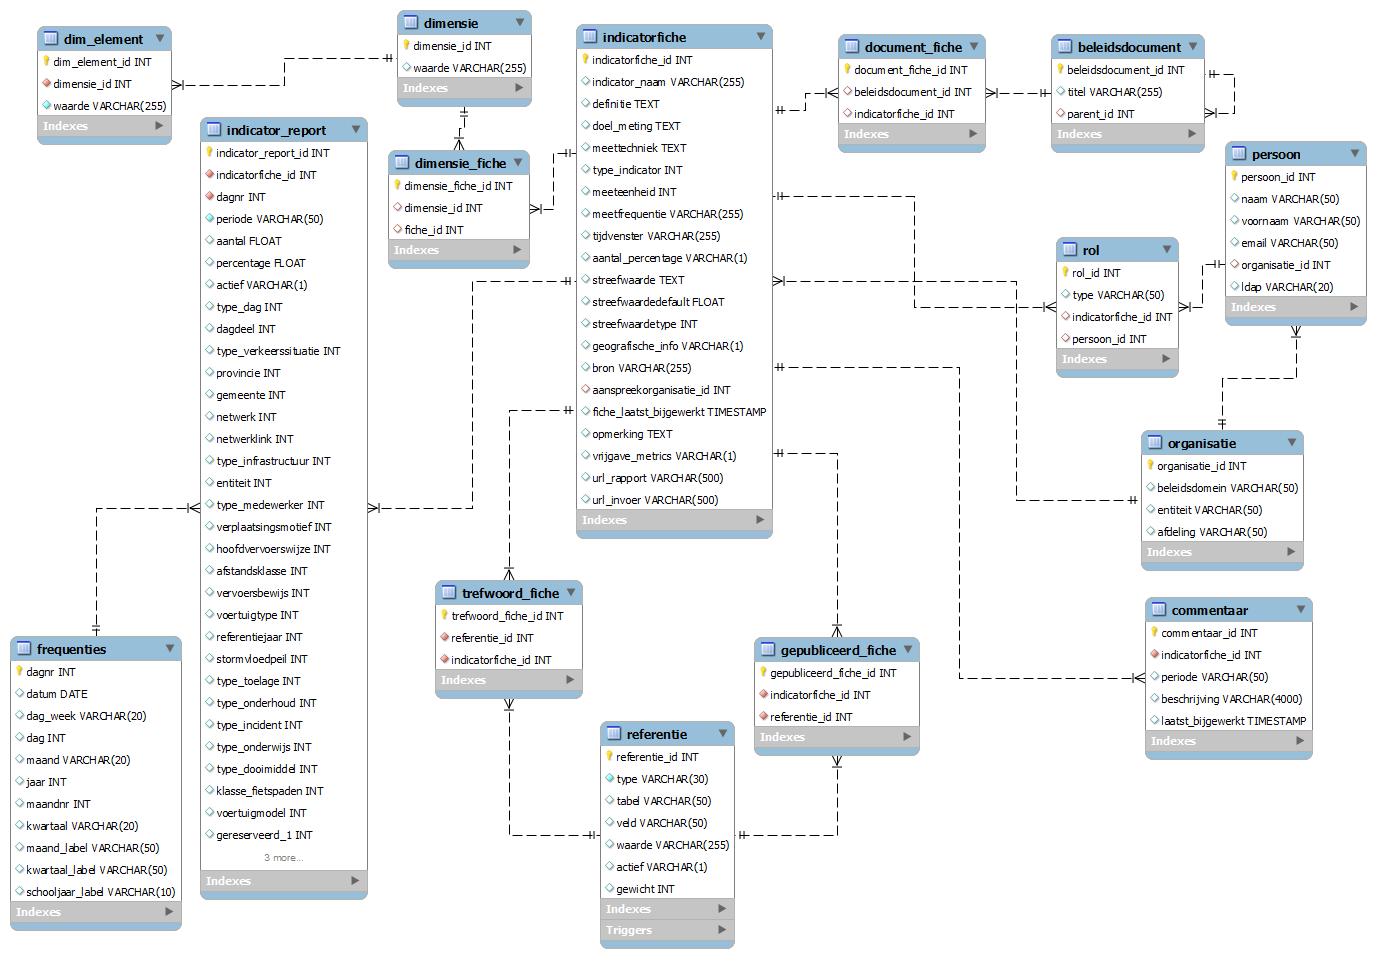 dim_element
dim_element_id INT
dimensie_id INT
waarde VARCHAR(255)
Indexes
dimensie
dimensie_id INT
waarde VARCHAR(255)
Indexes
indicatorfiche
indicatorfiche_id INT
indicator_naam VARCHAR(255)
definitie TEXT
doel_meting TEXT
meettechniek TEXT
type_indicator INT
meeteenheid INT
meetfrequentie VARCHAR(255)
tijdvenster VARCHAR(255)
aantal_percentage VARCHAR(1)
streefwaarde TEXT
streefwaardedefault FLOAT
streefwaardetype INT
geografische_info VARCHAR(1)
bron VARCHAR(255)
aanspreekorganisatie_id INT
fiche_laatst_bijgewerkt TIMESTAMP
opmerking TEXT
vrijgave_metrics VARCHAR(1)
url_rapport VARCHAR(500)
url_invoer VARCHAR(500)
Indexes
document_fiche
document_fiche_id INT
beleidsdocument_id INT
indicatorfiche_id INT
Indexes
beleidsdocument
beleidsdocument_id INT
titel VARCHAR(255)
parent_id INT
Indexes
indicator_report
indicator_report_id INT
indicatorfiche_id INT
dagnr INT
periode VARCHAR(50)
aantal FLOAT
percentage FLOAT
actief VARCHAR(1)
type_dag INT
dagdeel INT
type_verkeerssituatie INT
provincie INT
gemeente INT
netwerk INT
netwerklink INT
type_infrastructuur INT
entiteit INT
type_medewerker INT
verplaatsingsmotief INT
hoofdvervoerswijze INT
afstandsklasse INT
vervoersbewijs INT
voertuigtype INT
referentiejaar INT
stormvloedpeil INT
type_toelage INT
type_onderhoud INT
type_incident INT
type_onderwijs INT
type_dooimiddel INT
klasse_fietspaden INT
voertuigmodel INT
gereserveerd_1 INT
3 more...
Indexes
dimensie_fiche
dimensie_fiche_id INT
dimensie_id INT
fiche_id INT
Indexes
persoon
persoon_id INT
naam VARCHAR(50)
voornaam VARCHAR(50)
email VARCHAR(50)
organisatie_id INT
ldap VARCHAR(20)
Indexes
rol
rol_id INT
type VARCHAR(50)
indicatorfiche_id INT
persoon_id INT
Indexes
organisatie
organisatie_id INT
beleidsdomein VARCHAR(50)
entiteit VARCHAR(50)
afdeling VARCHAR(50)
Indexes
trefwoord_fiche
trefwoord_fiche_id INT
referentie_id INT
indicatorfiche_id INT
Indexes
commentaar
commentaar_id INT
indicatorfiche_id INT
periode VARCHAR(50)
beschrijving VARCHAR(4000)
laatst_bijgewerkt TIMESTAMP
Indexes
frequenties
dagnr INT
datum DATE
dag_week VARCHAR(20)
dag INT
maand VARCHAR(20)
jaar INT
maandnr INT
kwartaal VARCHAR(20)
maand_label VARCHAR(50)
kwartaal_label VARCHAR(50)
schooljaar_label VARCHAR(10)
Indexes
gepubliceerd_fiche
gepubliceerd_fiche_id INT
indicatorfiche_id INT
referentie_id INT
Indexes
referentie
referentie_id INT
type VARCHAR(30)
tabel VARCHAR(50)
veld VARCHAR(50)
waarde VARCHAR(255)
actief VARCHAR(1)
gewicht INT
Indexes
Triggers